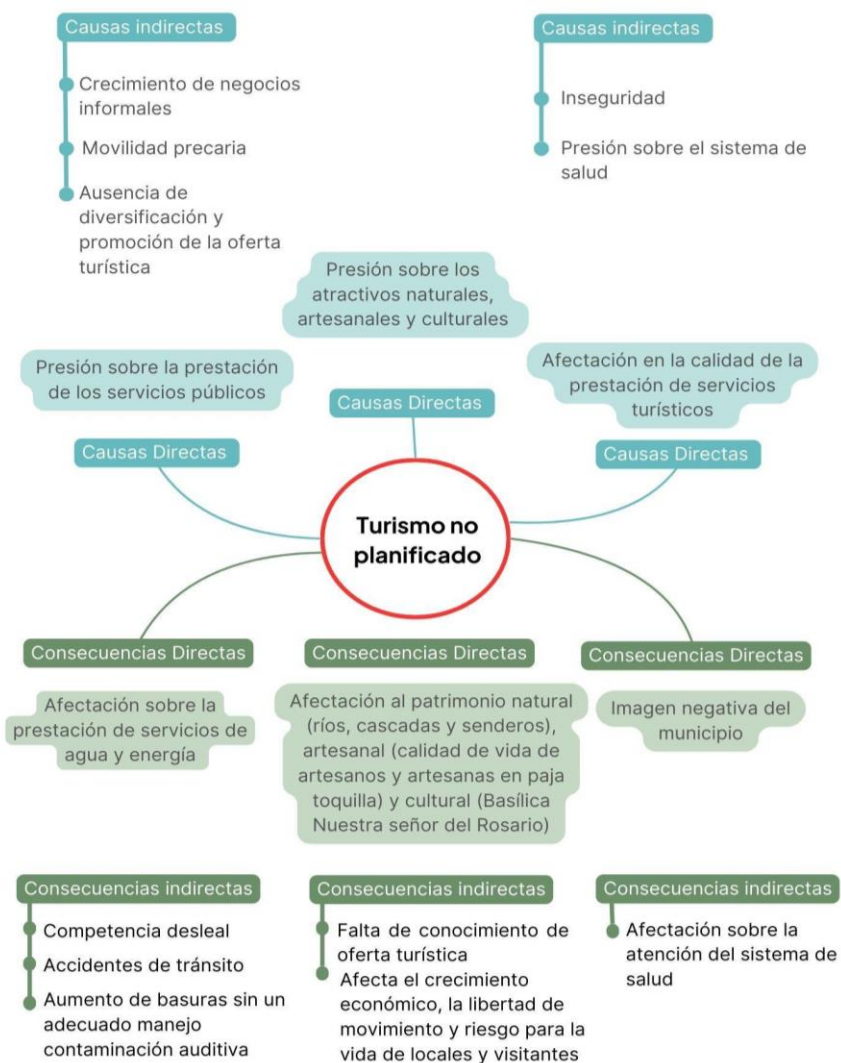 Causas indirectas
Crecimiento de negocios
informales
Movilidad precaria
Ausencia de
diversificación y
promoción de la oferta
turística
Causas indirectas
Inseguridad
Presión sobre el sistema de
salud
Presión sobre los
atractivos naturales,
artesanales y culturales
Causas Directas
Presión sobre la prestación
de los servicios públicos
Causas Directas
Afectación en la calidad de la
prestación de servicios
turísticos
Causas Directas
Turismo no
planificado
Consecuencias Directas
Afectación sobre la
prestación de servicios de
agua y energía
Consecuencias Directas
Afectación al patrimonio natural
(ríos, cascadas y senderos),
artesanal (calidad de vida de
artesanos y artesanas en paja
toquilla) y cultural (Basílica
Nuestra señor del Rosario)
Consecuencias Directas
Imagen negativa del
municipio
Consecuencias indirectas
Competencia desleal
Accidentes de tránsito
Aumento de basuras sin un
adecuado manejo
contaminación auditiva
Consecuencias indirectas
Falta de conocimiento de
oferta turística
Afecta el crecimiento
económico, la libertad de
movimiento y riesgo para la
vida de locales y visitantes
Consecuencias indirectas
Afectación sobre la
atención del sistema de
salud